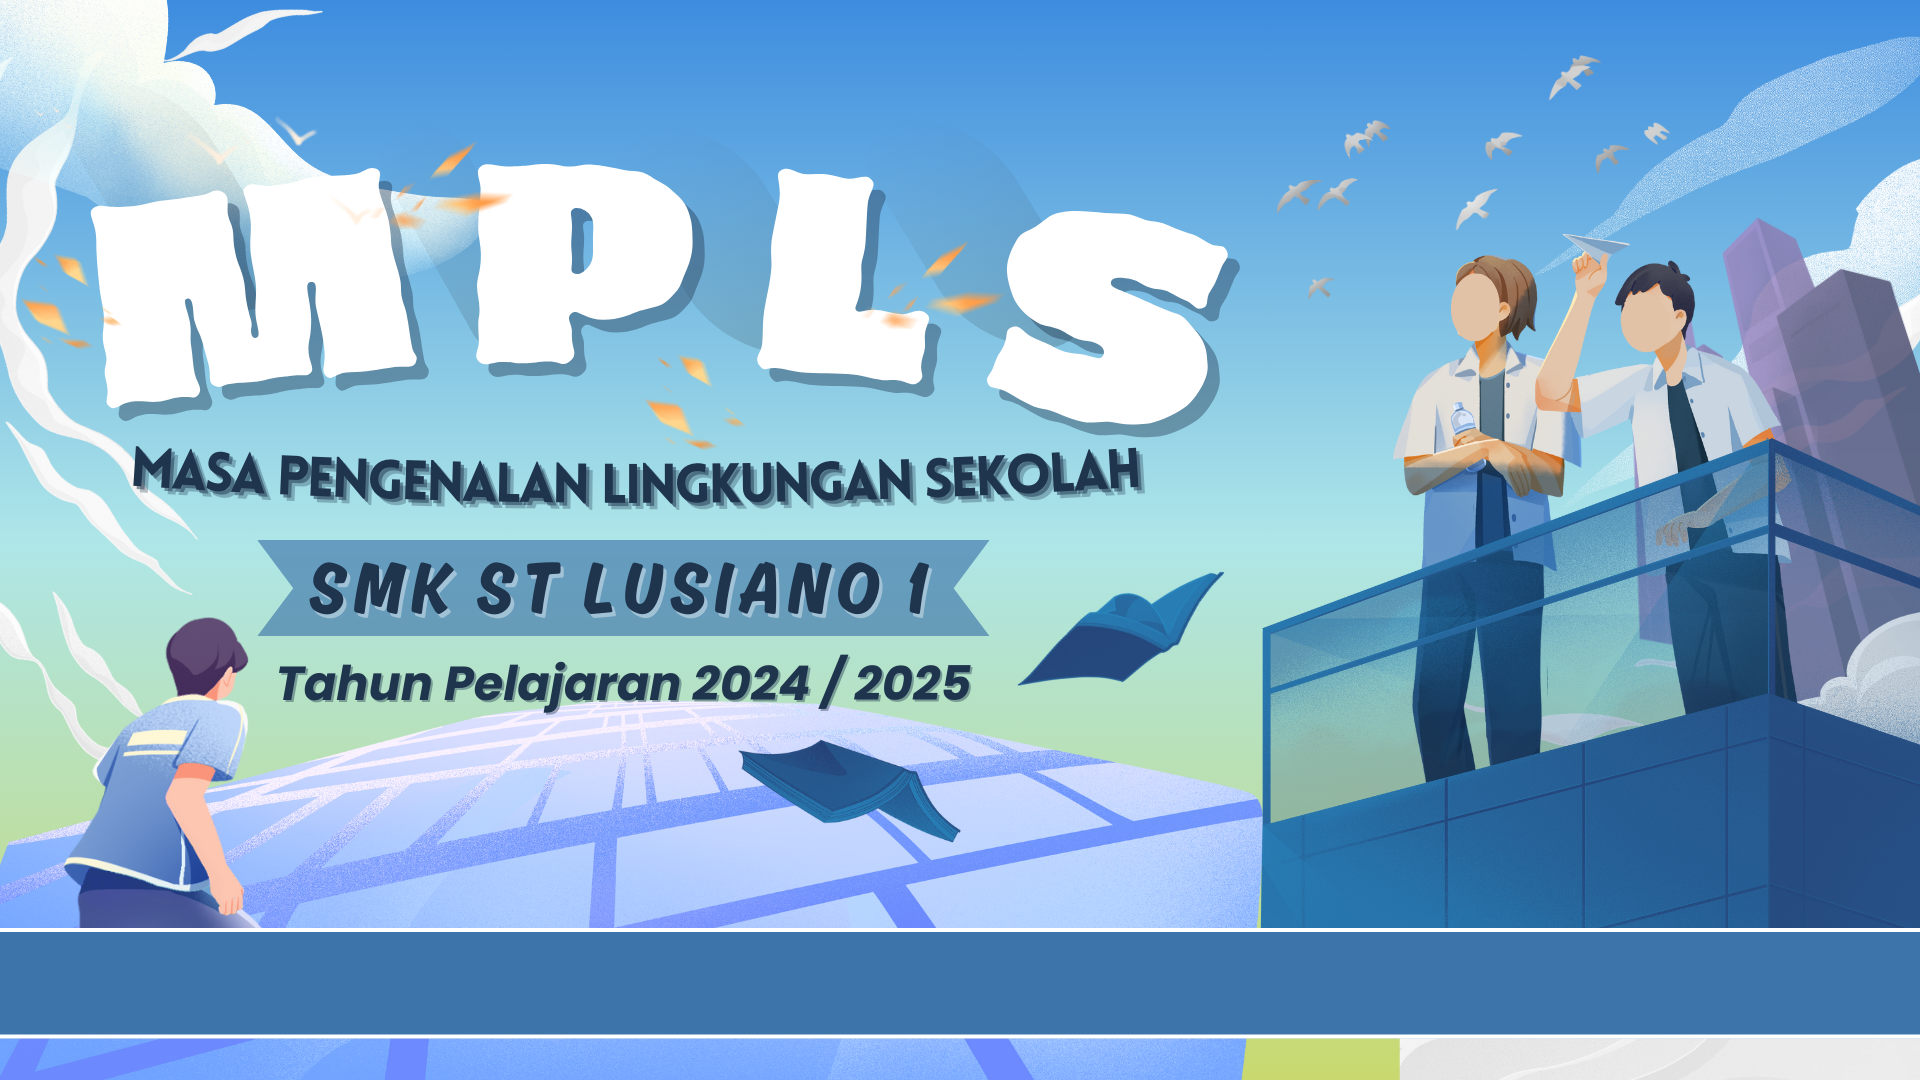 MPLS
MASA PENGENALAN LINGKUNGAN SEKOLAH
SMK ST LUSIANO 1
Tahun Pelajaran 2024 / 2025